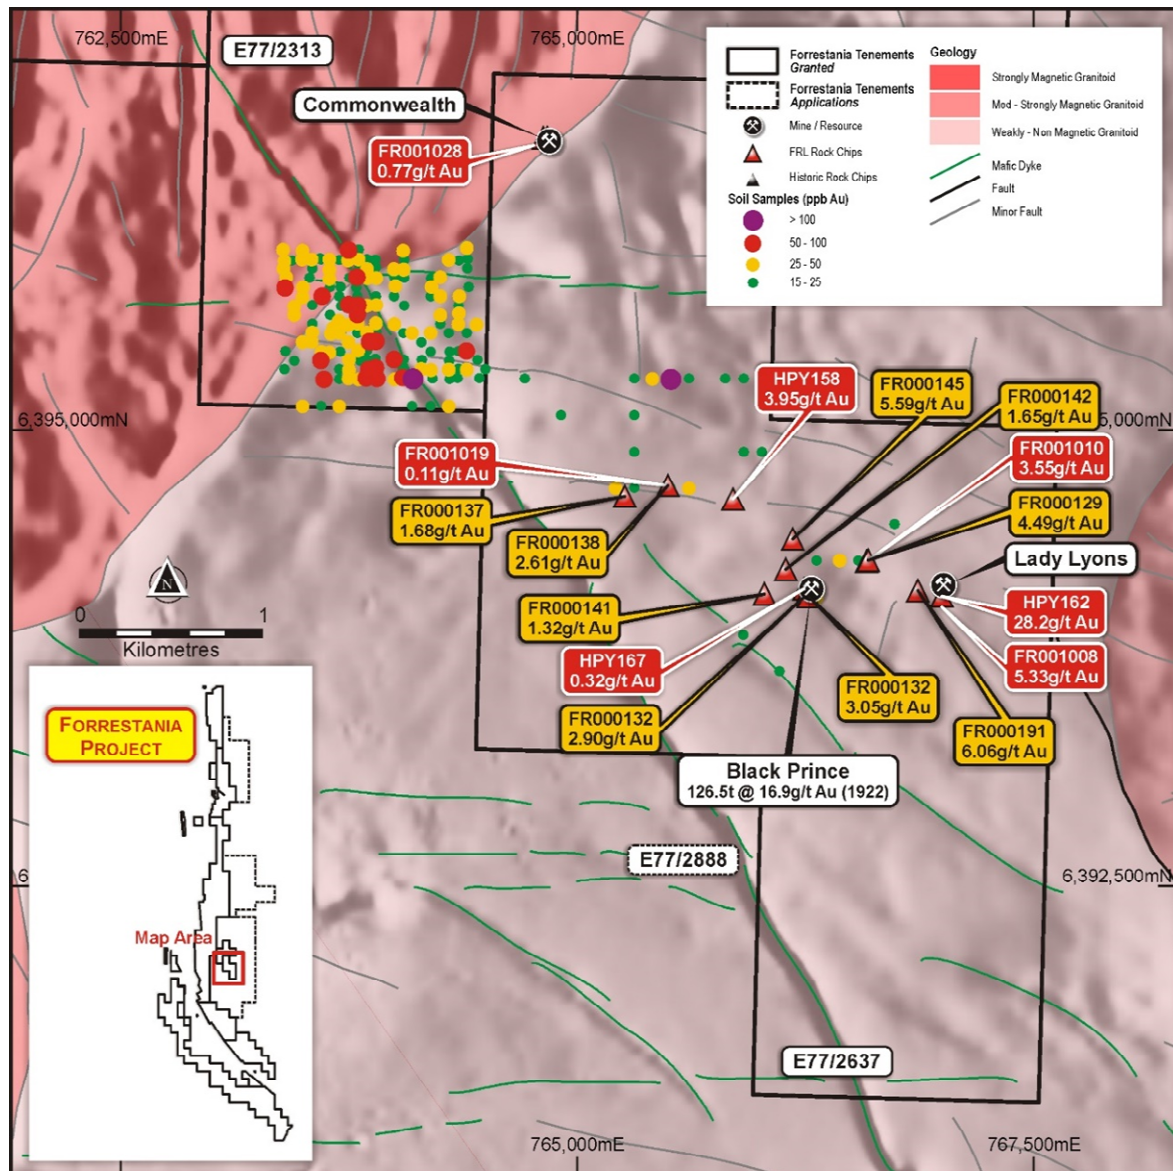 762,500mE
765,000mE
E77/2313
Commonwealth
FR001028
0.77g/t Au
Forrestania Tenements
Granted
Forrestania Tenements
Applications
Mine / Resource
FRL Rock Chips
Historic Rock Chips
Soil Samples (ppb Au)
> 100
50 - 100
25 - 50
15 - 25
Geology
Strongly Magnetic Granitoid
Mod - Strongly Magnetic Granitoid
Weakly - Non Magnetic Granitoid
Mafic Dyke
Fault
Minor Fault
HPY158
3.95g/t Au
FR000145
5.59g/t Au
FR000142
1.65g/t Au
6,395,000mN
5,000mN
FR001019
0.11g/t Au
FR001010
3.55g/t Au
FR000137
1.68g/t Au
FR000129
4.49g/t Au
FR000138
2.61g/t Au
Lady Lyons
N
0 1
Kilometres
FR000141
1.32g/t Au
HPY162
28.2g/t Au
HPY167
0.32g/t Au
FR001008
5.33g/t Au
FR000132
3.05g/t Au
FR000132
2.90g/t Au
FR000191
6.06g/t Au
Black Prince
126.5t @ 16.9g/t Au (1922)
FORRESTANIA
PROJECT
E77/2888
6
6,392,500mN
Map Area
E77/2637
765,000mE
767,500mE